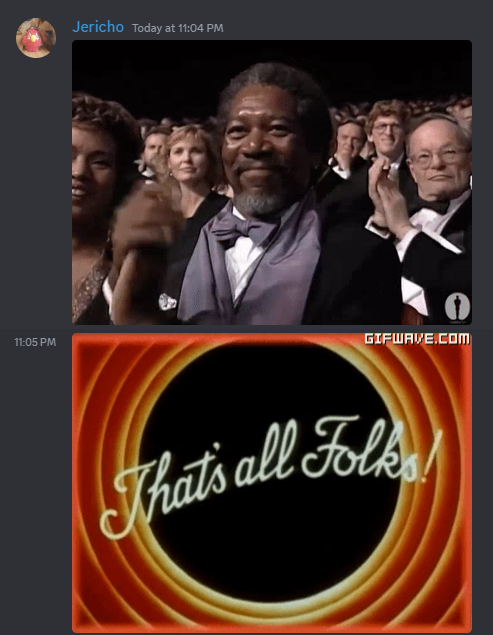 Jericho Today at 11:04 PM
11:05 PM
GIFWAVE.COM
That's all Folks!